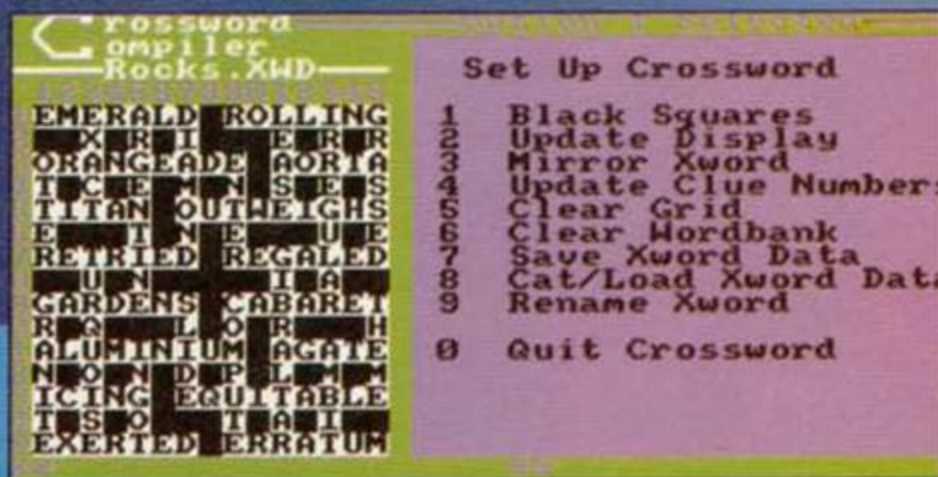 Crossword
ompiler
Rocks.XWD
EMERALD ROLLING
X R I E R R
ORANGEADE AORTA
T C E M N S E S
TITAN OUTWEIGHS
E T N E U E
RETRIED REGALED
U N I A
GARDENS CABARET
R Q L O R H
ALUMINIUM AGATE
N O N D P L M M
ICING EQUITABLE
T S O T A I
EXERTED ERRATUM
Set Up Crossword
1 Black Squares
2 Update Display
3 Mirror Xword
4 Update Clue Numbers
5 Clear Grid
6 Clear Wordbank
7 Save Xword Data
8 Cat/Load Xword Data
9 Rename Xword
0 Quit Crossword